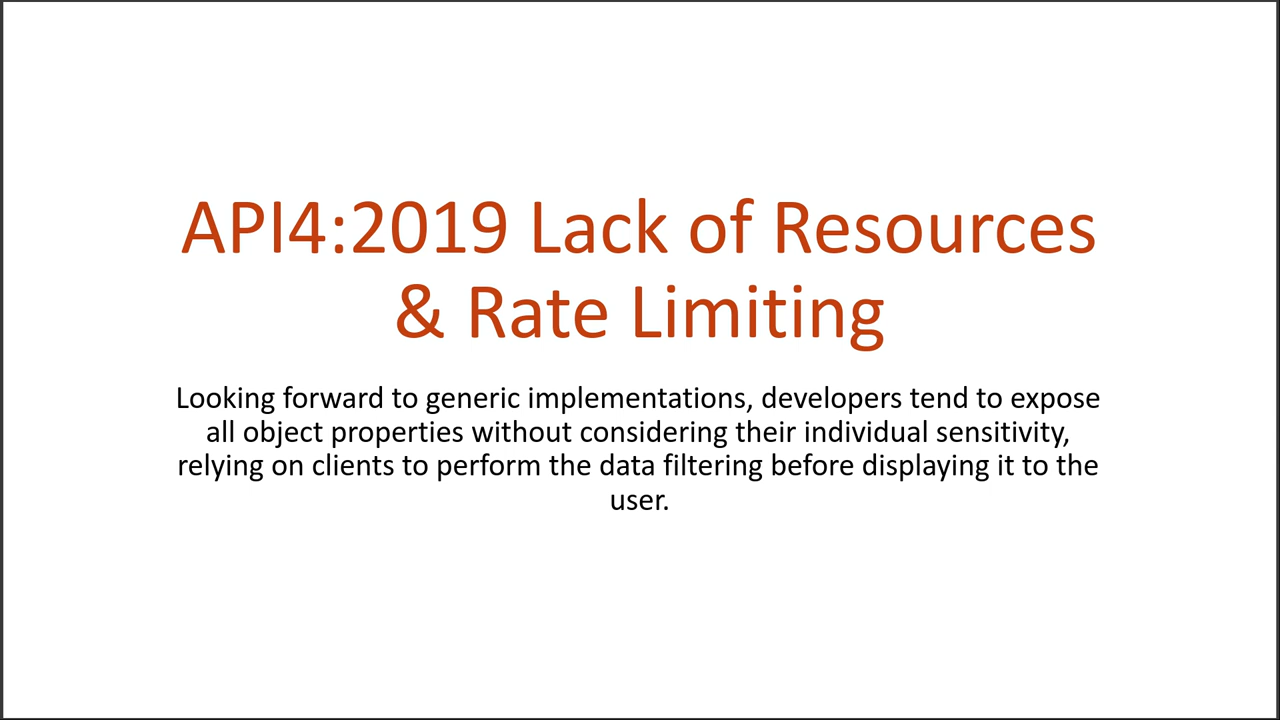 API4:2019 Lack of Resources
& Rate Limiting
Looking forward to generic implementations, developers tend to expose
all object properties without considering their individual sensitivity,
relying on clients to perform the data filtering before displaying it to the
user.